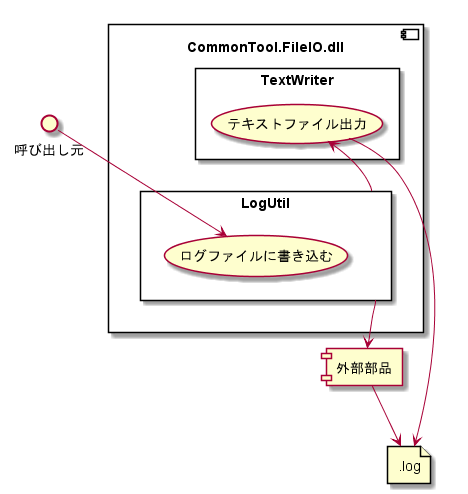 CommonTool.FileIO.dll
TextWriter
テキストファイル出力
呼び出し元
LogUtil
ログファイルに書き込む
外部部品
.log